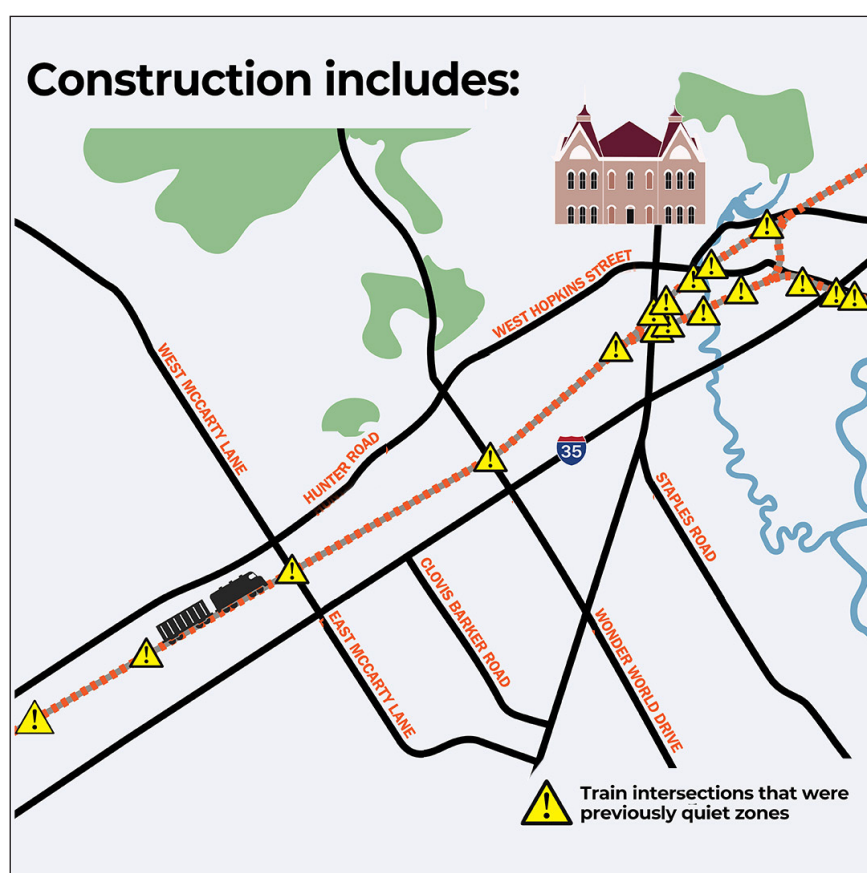 Construction includes:
WEST HOPKINS STREET
WEST MCCARTY LANE
HUNTER ROAD
35
STAPLES ROAD
CLOVIS BARKER ROAD
EAST MCCARTY LANE
WONDER WORLD DRIVE
Train intersections that were
previously quiet zones